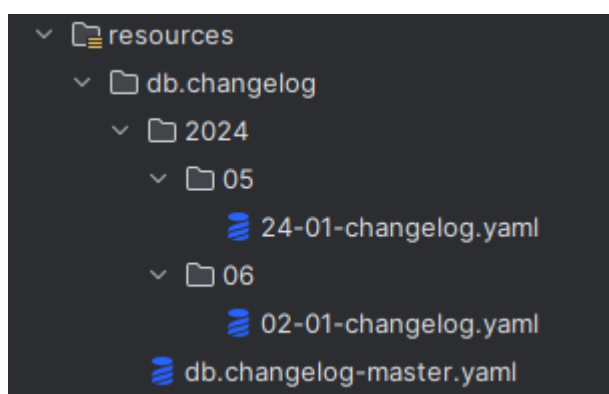 resources
db.changelog
2024
05
24-01-changelog.yaml
06
02-01-changelog.yaml
db.changelog-master.yaml